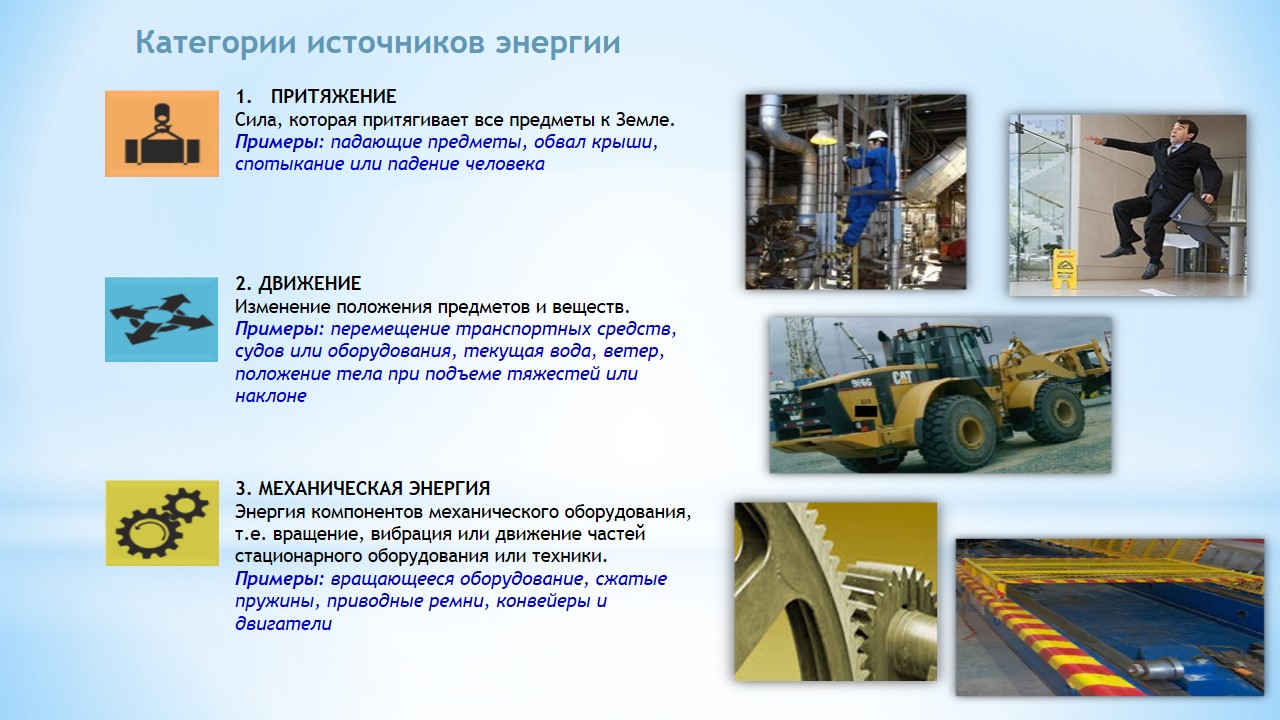 Категории источников энергии
1. ПРИТЯЖЕНИЕ
Сила, которая притягивает все предметы к Земле.
Примеры: падающие предметы, обвал крыши,
спотыкание или падение человека
2. ДВИЖЕНИЕ
Изменение положения предметов и веществ.
Примеры: перемещение транспортных средств,
судов или оборудования, текущая вода, ветер,
положение тела при подъеме тяжестей или
наклоне
3. МЕХАНИЧЕСКАЯ ЭНЕРГИЯ
Энергия компонентов механического оборудования,
т.е. вращение, вибрация или движение частей
стационарного оборудования или техники.
Примеры: вращающееся оборудование, сжатые
пружины, приводные ремни, конвейеры и
двигатели
966G
CAT